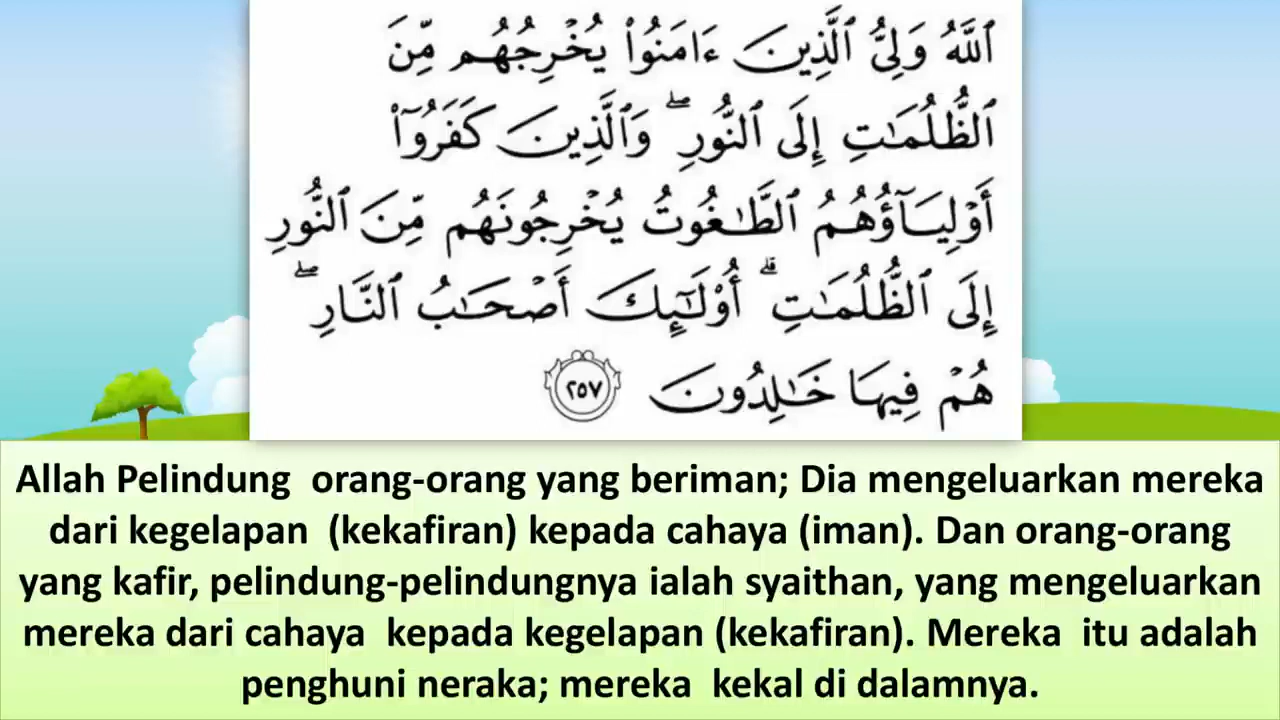 ٱللَّهُ وَلِىُّ ٱلَّذِينَ ءَامَنُوا۟ يُخْرِجُهُم مِّنَ
ٱلظُّلُمَـٰتِ إِلَى ٱلنُّورِ ۖ وَٱلَّذِينَ كَفَرُوٓا۟
أَوْلِيَآؤُهُمُ ٱلطَّـٰغُوتُ يُخْرِجُونَهُم مِّنَ ٱلنُّورِ
إِلَى ٱلظُّلُمَـٰتِ ۗ أُو۟لَـٰٓئِكَ أَصْحَـٰبُ ٱلنَّارِ ۖ
هُمْ فِيهَا خَـٰلِدُونَ ٢٥٧
Allah Pelindung orang-orang yang beriman; Dia mengeluarkan mereka
dari kegelapan (kekafiran) kepada cahaya (iman). Dan orang-orang
yang kafir, pelindung-pelindungnya ialah syaithan, yang mengeluarkan
mereka dari cahaya kepada kegelapan (kekafiran). Mereka itu adalah
penghuni neraka; mereka kekal di dalamnya.